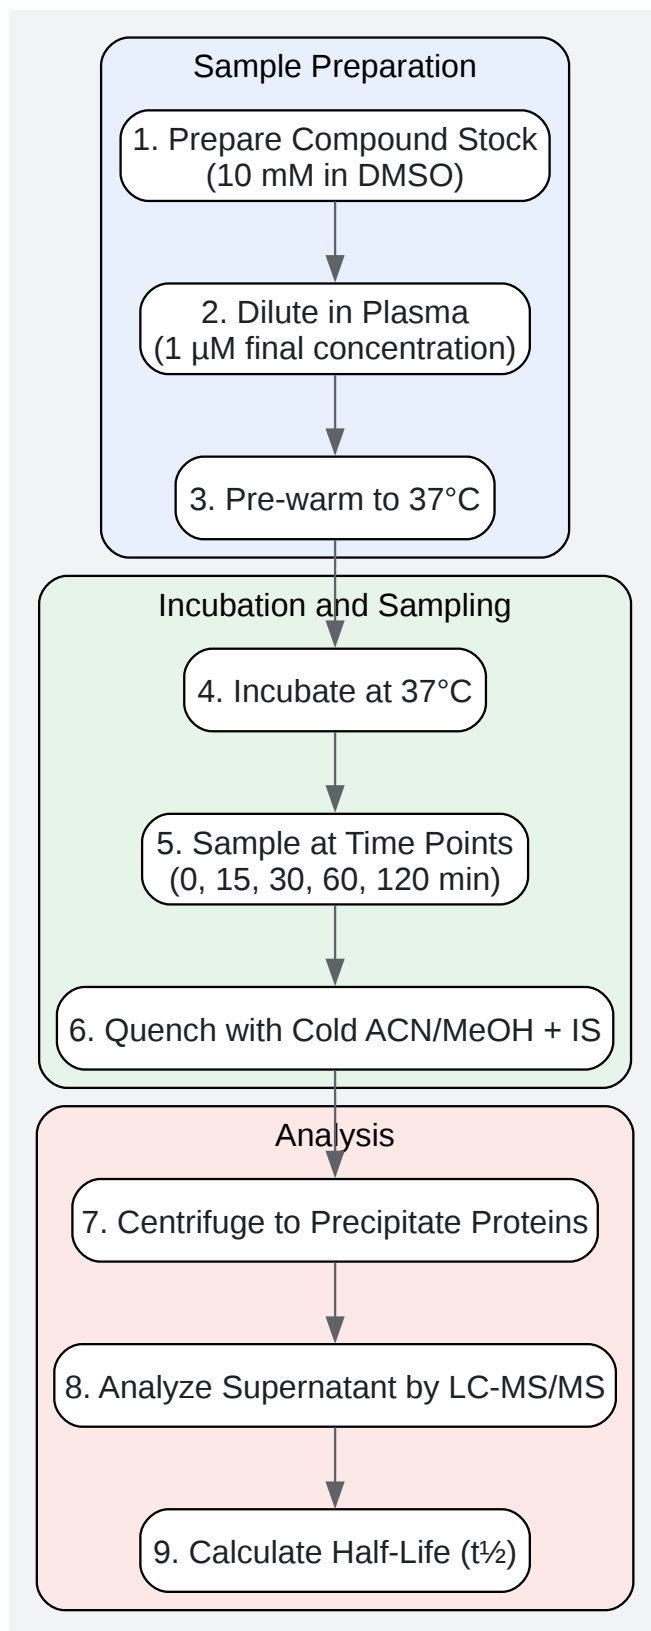 Sample Preparation
1. Prepare Compound Stock
(10 mM in DMSO)
2. Dilute in Plasma
(1 µM final concentration)
3. Pre-warm to 37°C
Incubation and Sampling
4. Incubate at 37°C
5. Sample at Time Points
(0, 15, 30, 60, 120 min)
6. Quench with Cold ACN/MeOH + IS
Analysis
7. Centrifuge to Precipitate Proteins
8. Analyze Supernatant by LC-MS/MS
9. Calculate Half-Life (t½)